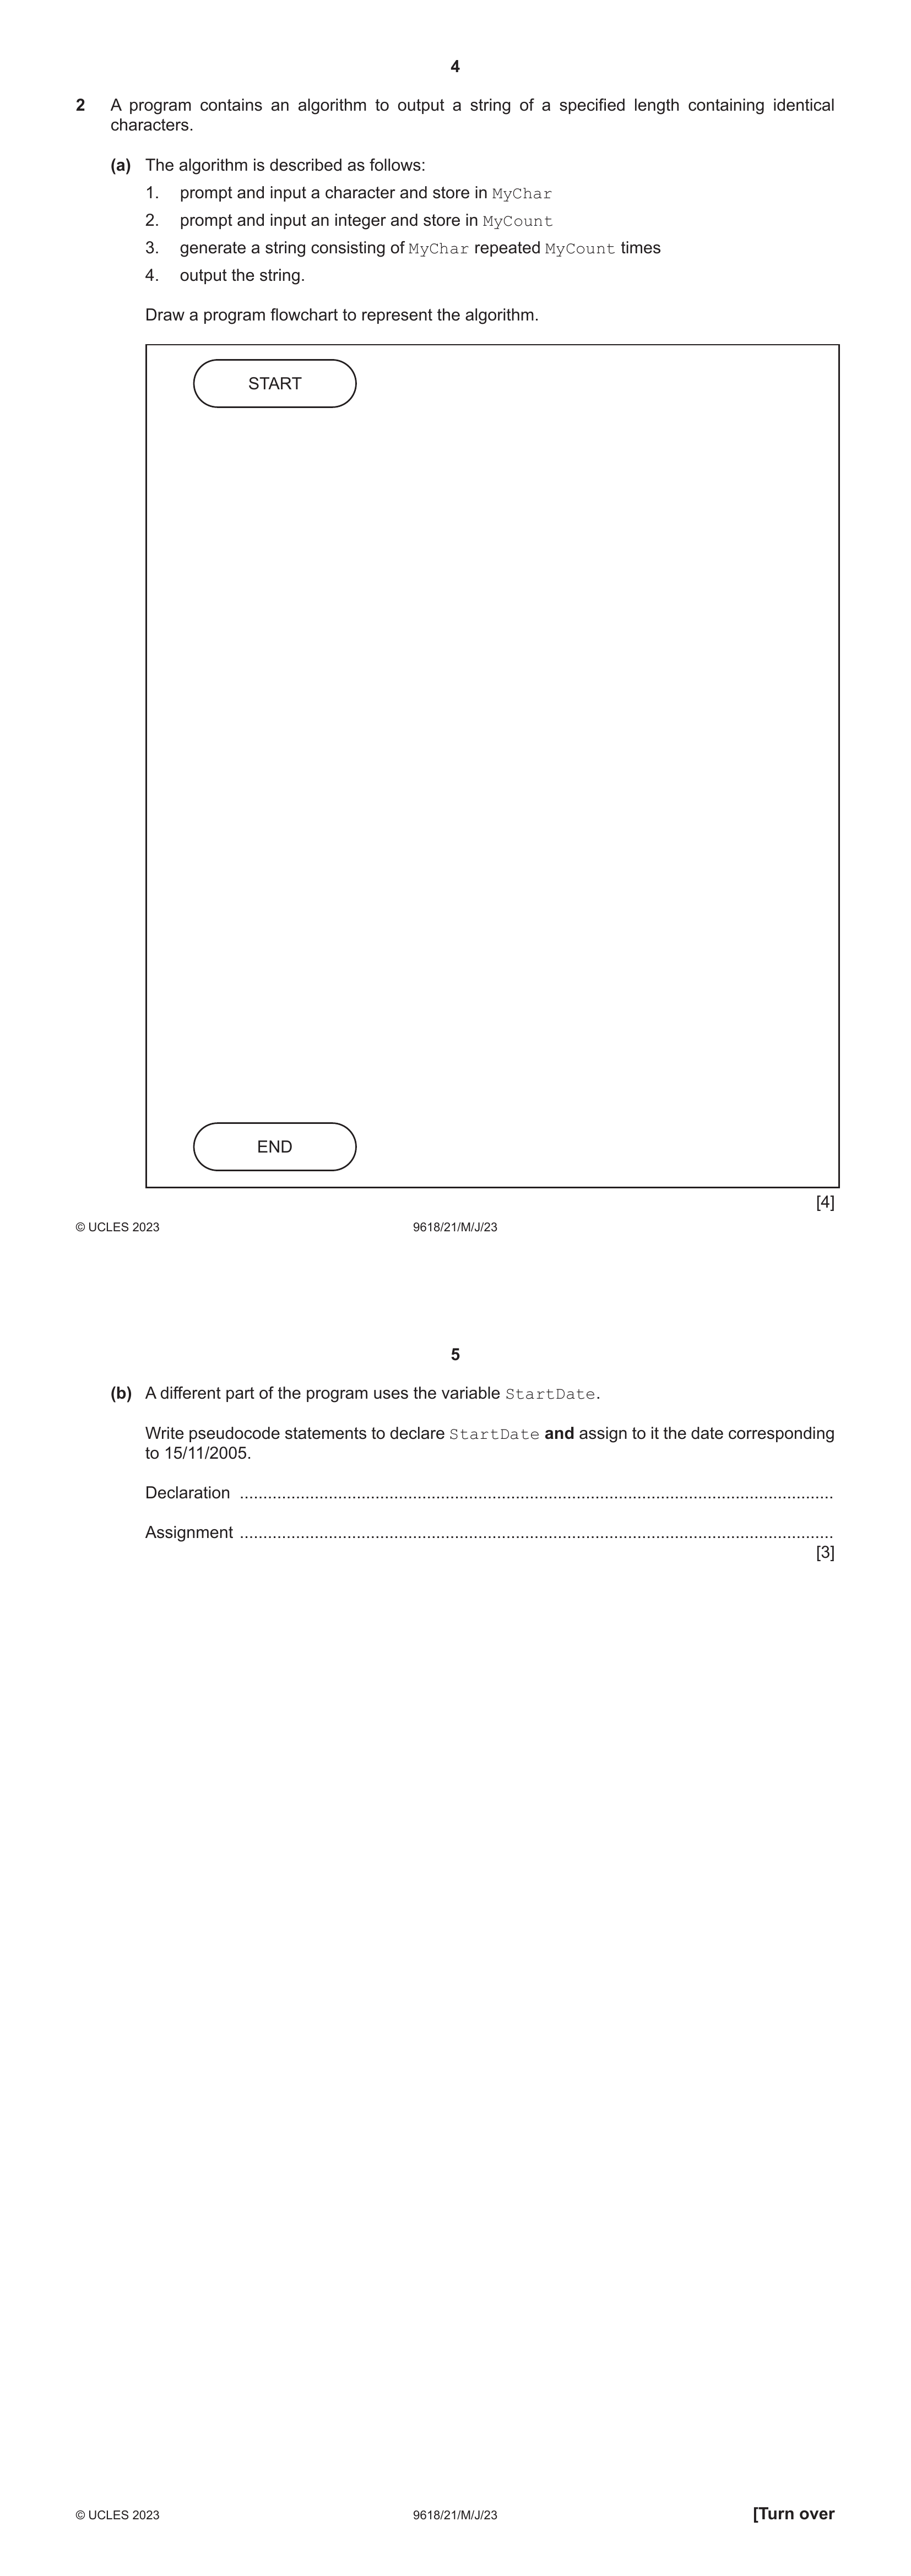 4
2 A program contains an algorithm to output a string of a specified length containing identical
characters.
(a) The algorithm is described as follows:
1. prompt and input a character and store in MyChar
2. prompt and input an integer and store in MyCount
3. generate a string consisting of MyChar repeated MyCount times
4. output the string.
Draw a program flowchart to represent the algorithm.
START
END
[4]
© UCLES 2023 9618/21/M/J/23
5
(b) A different part of the program uses the variable StartDate.
Write pseudocode statements to declare StartDate and assign to it the date corresponding
to 15/11/2005.
Declaration ................................................................................................................................
Assignment ................................................................................................................................
[3]
© UCLES 2023 9618/21/M/J/23 [Turn over